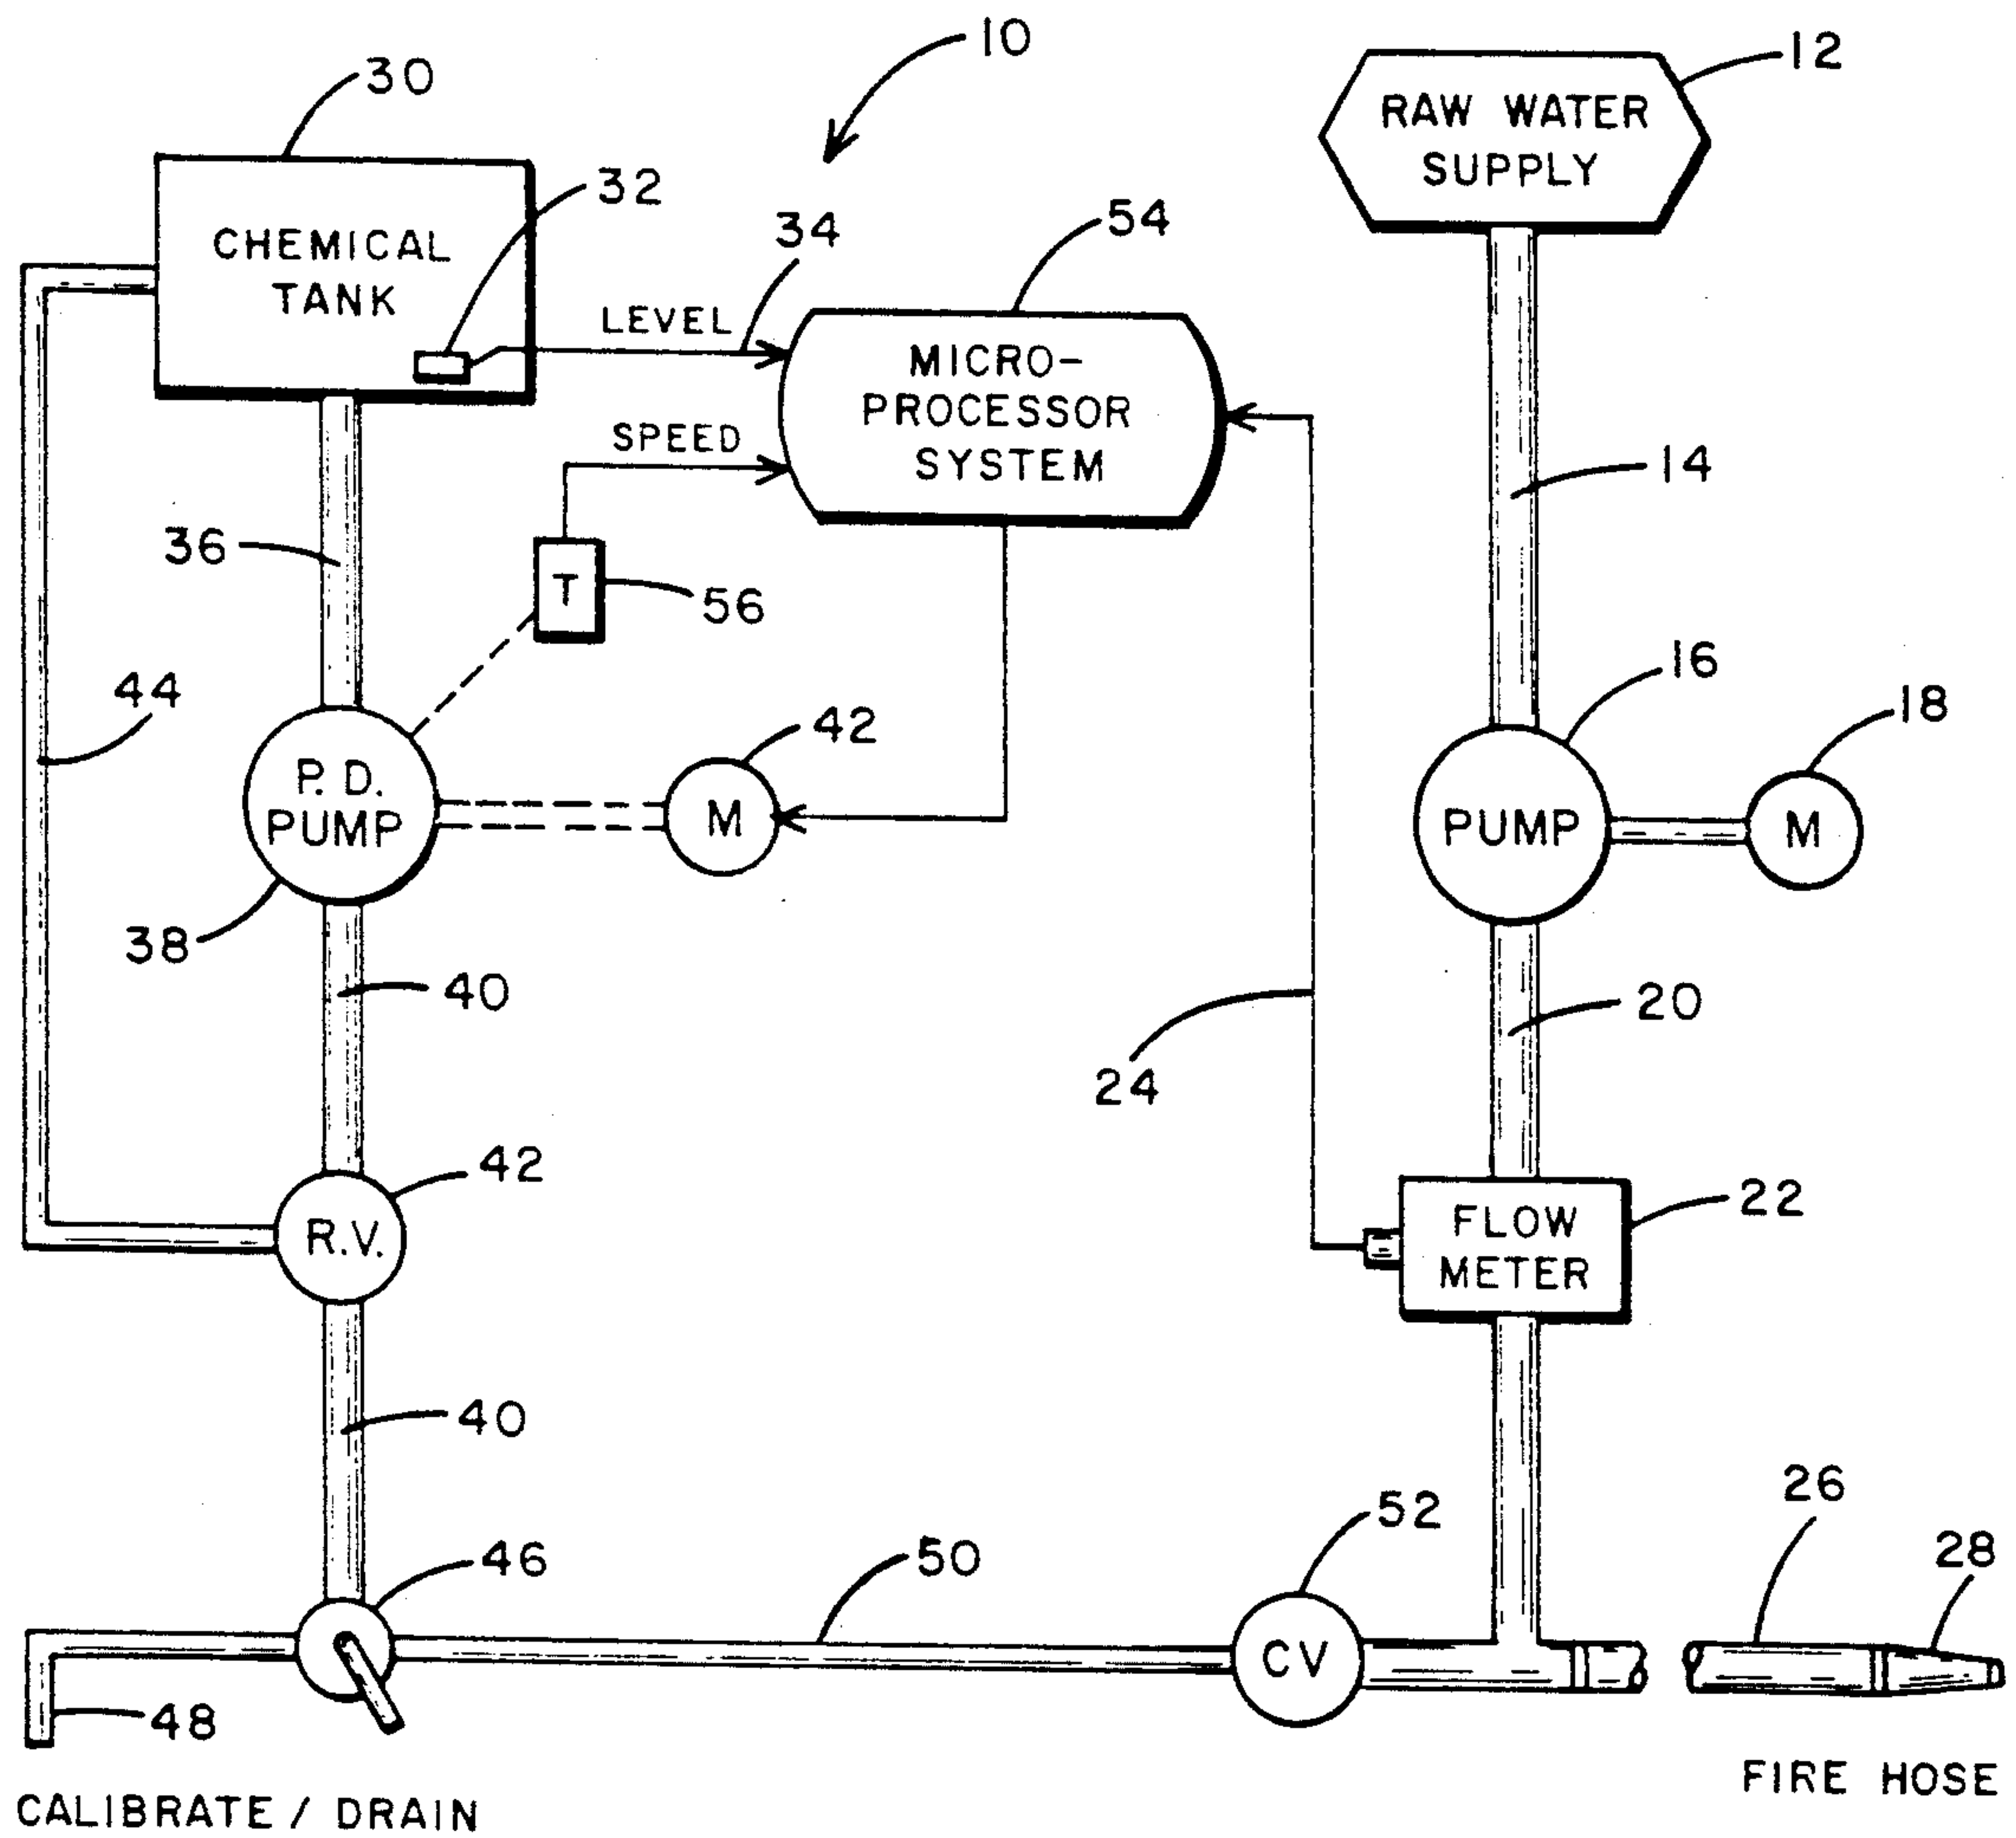 10
12
RAW WATER
SUPPLY
30
32
CHEMICAL
TANK
34
54
LEVEL
MICRO-
PROCESSOR
SYSTEM
SPEED
14
36
T
56
16
18
44
42
P. D.
PUMP
M
PUMP
M
38
40
20
24
42
R.V.
22
FLOW
METER
40
26
52
28
46
50
CV
48
FIRE HOSE
CALIBRATE / DRAIN